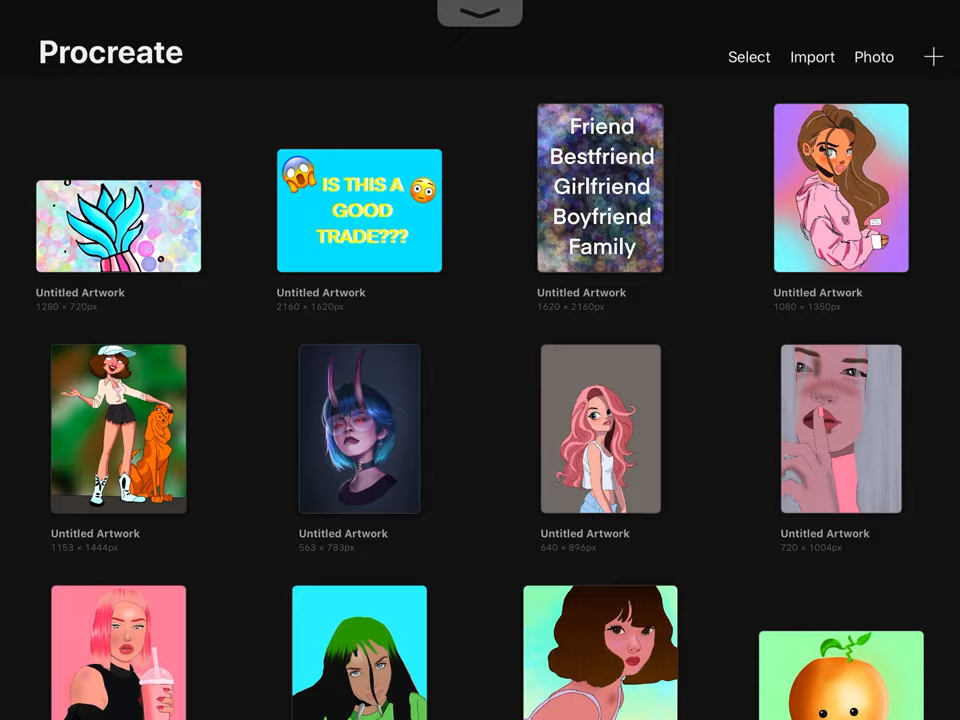 Procreate
Select Import Photo
IS THIS A
GOOD
TRADE???
Friend
Bestfriend
Girlfriend
Boyfriend
Family
Untitled Artwork
1280 × 720px
Untitled Artwork
2160 × 1620px
Untitled Artwork
1620 × 2160px
Untitled Artwork
1080 × 1350px
Untitled Artwork
1153 × 1444px
Untitled Artwork
563 × 783px
Untitled Artwork
640 × 896px
Untitled Artwork
720 × 1004px